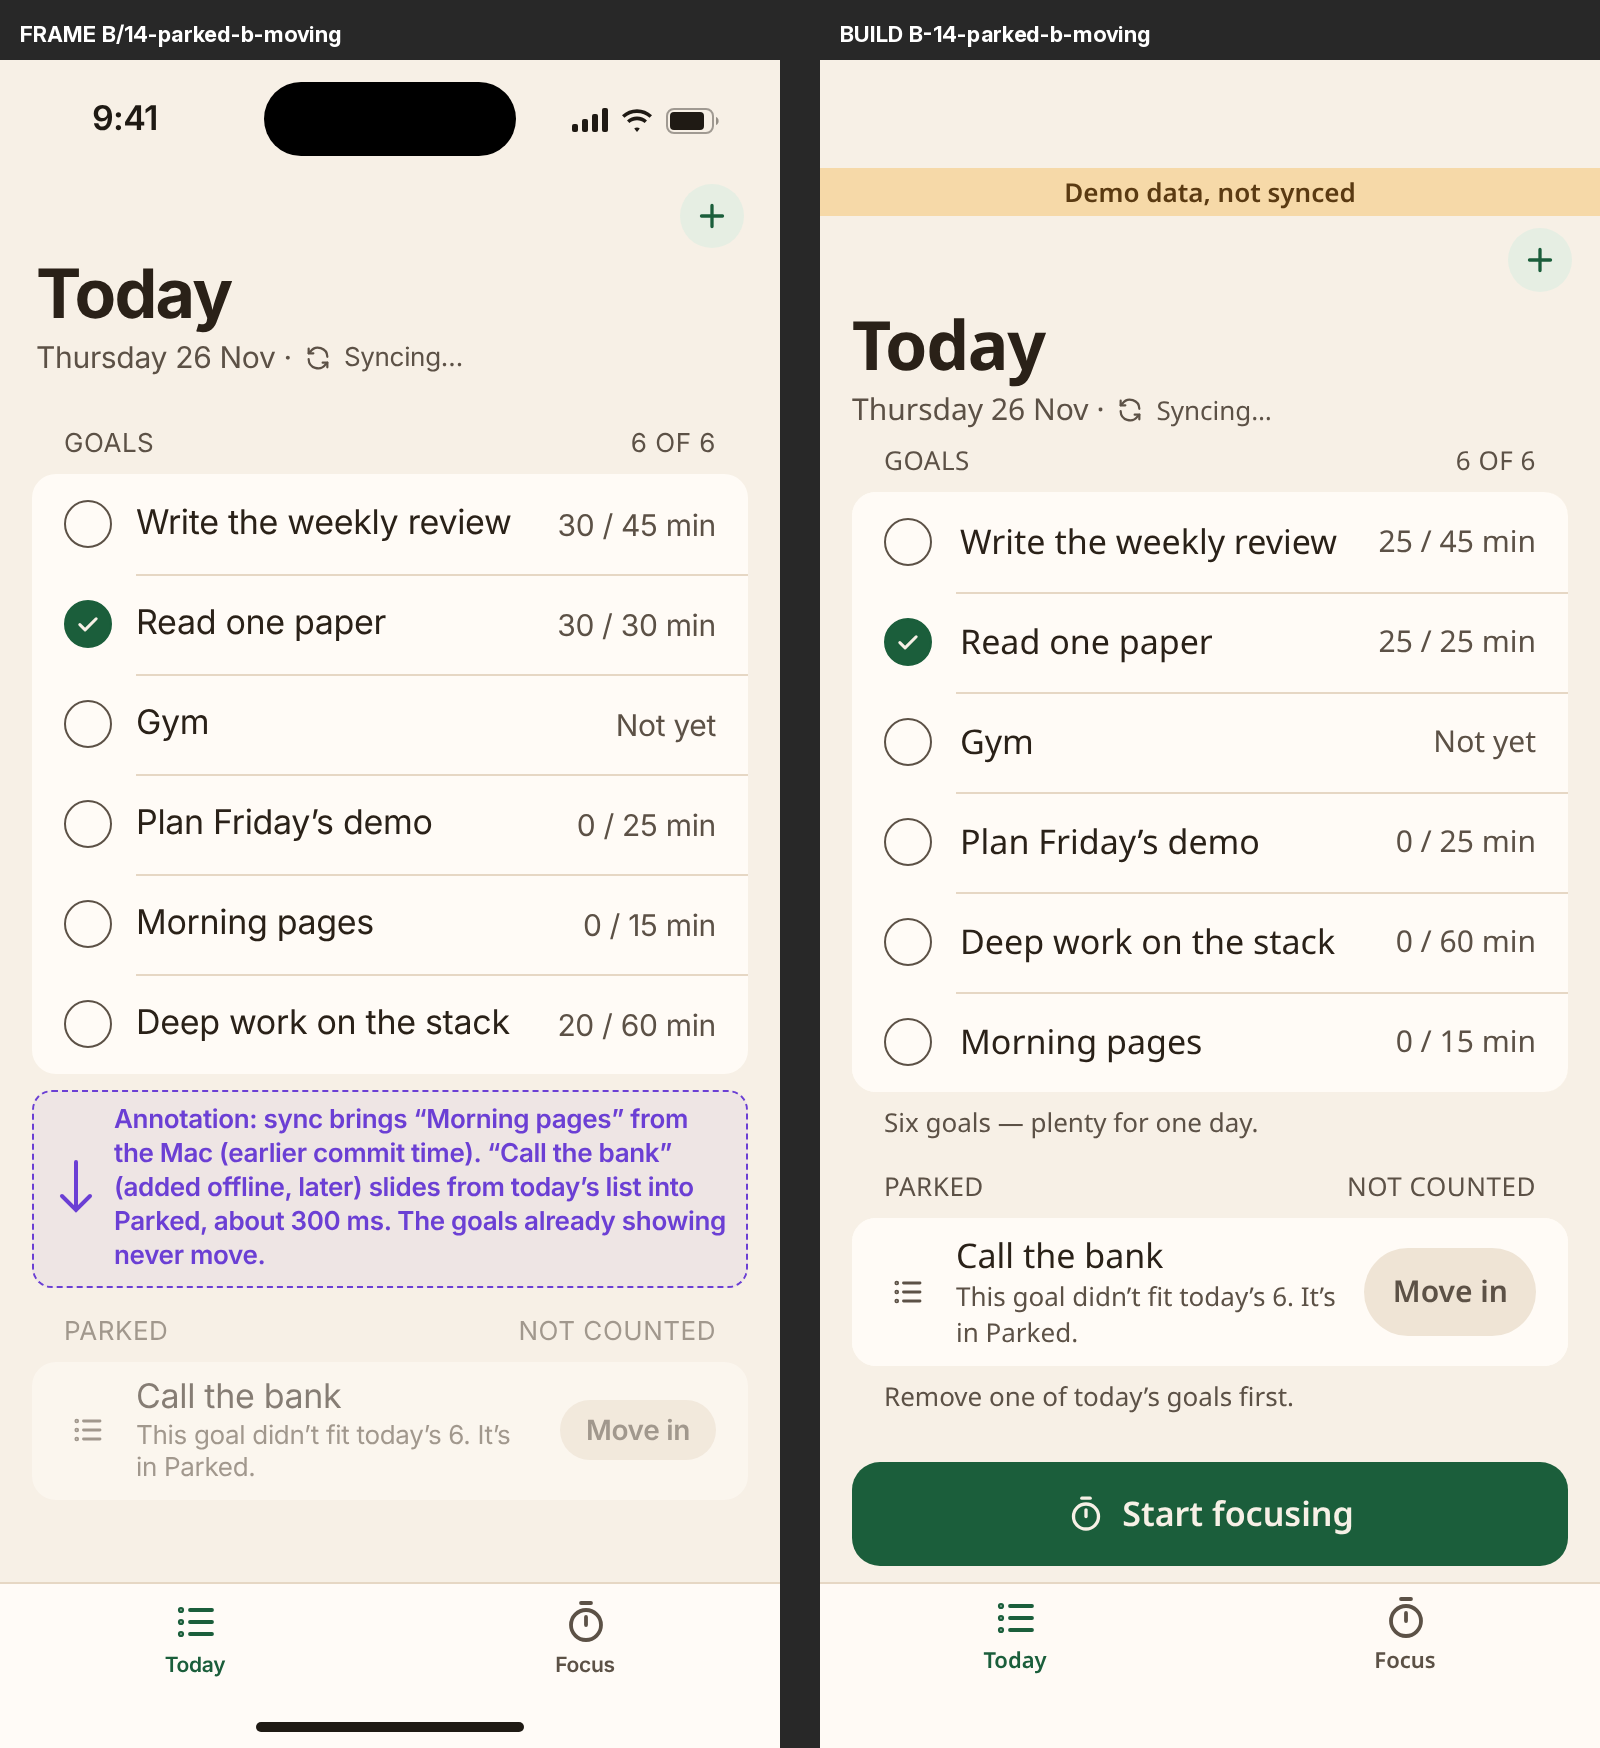 FRAME B/14-parked-b-moving
9:41
Today
Thursday 26 Nov · Syncing...
GOALS 6 OF 6
Write the weekly review 30 / 45 min
Read one paper 30 / 30 min
Gym Not yet
Plan Friday’s demo 0 / 25 min
Morning pages 0 / 15 min
Deep work on the stack 20 / 60 min
Annotation: sync brings “Morning pages” from
the Mac (earlier commit time). “Call the bank”
(added offline, later) slides from today’s list into
Parked, about 300 ms. The goals already showing
never move.
PARKED NOT COUNTED
Call the bank
This goal didn’t fit today’s 6. It’s
in Parked.
Move in
Today Focus
BUILD B-14-parked-b-moving
Demo data, not synced
Today
Thursday 26 Nov · Syncing...
GOALS 6 OF 6
Write the weekly review 25 / 45 min
Read one paper 25 / 25 min
Gym Not yet
Plan Friday’s demo 0 / 25 min
Deep work on the stack 0 / 60 min
Morning pages 0 / 15 min
Six goals — plenty for one day.
PARKED NOT COUNTED
Call the bank
This goal didn’t fit today’s 6. It’s
in Parked.
Move in
Remove one of today’s goals first.
Start focusing
Today Focus